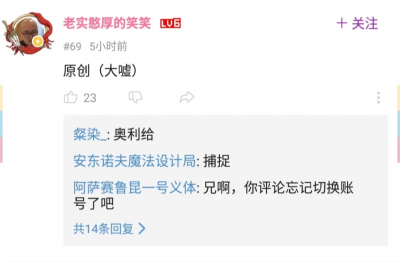 老实憨厚的笑笑 LV6 + 关注
#69 5小时前
原创（大嘘）
23
粲染_: 奥利给
安东诺夫魔法设计局: 捕捉
阿萨赛鲁昆一号义体: 兄啊，你评论忘记切换账
号了吧
共14条回复 >